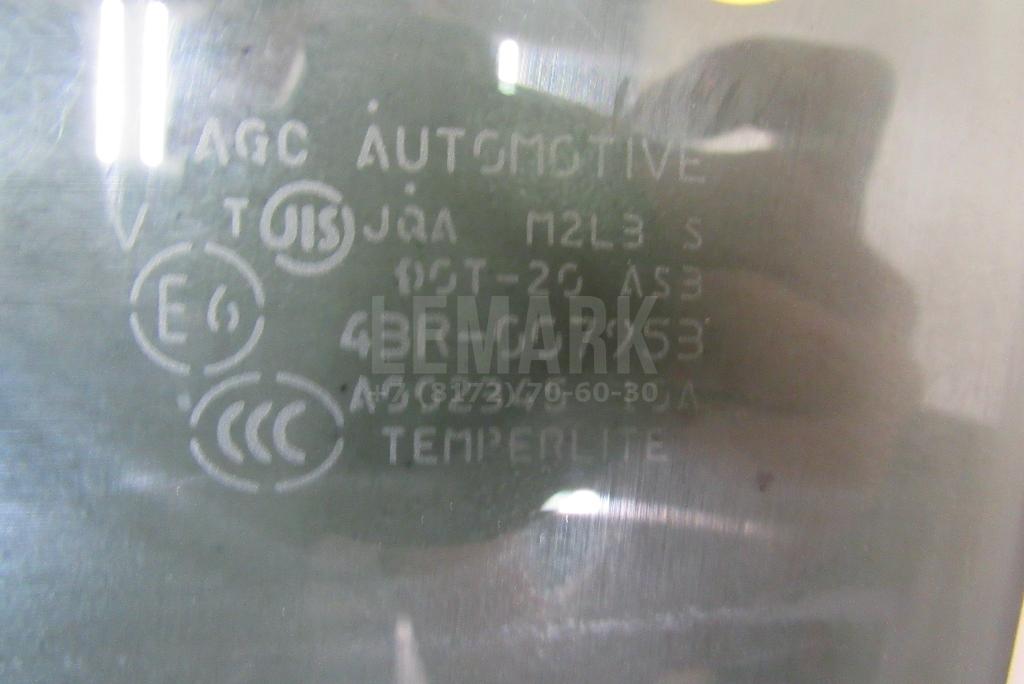 AGC AUTOMOTIVE
V T JIS JQA M2L3 S
E6 DOT-20 AS3
LEMARK
+7 (8172) 70-60-30
CCC
TEMPERLITE